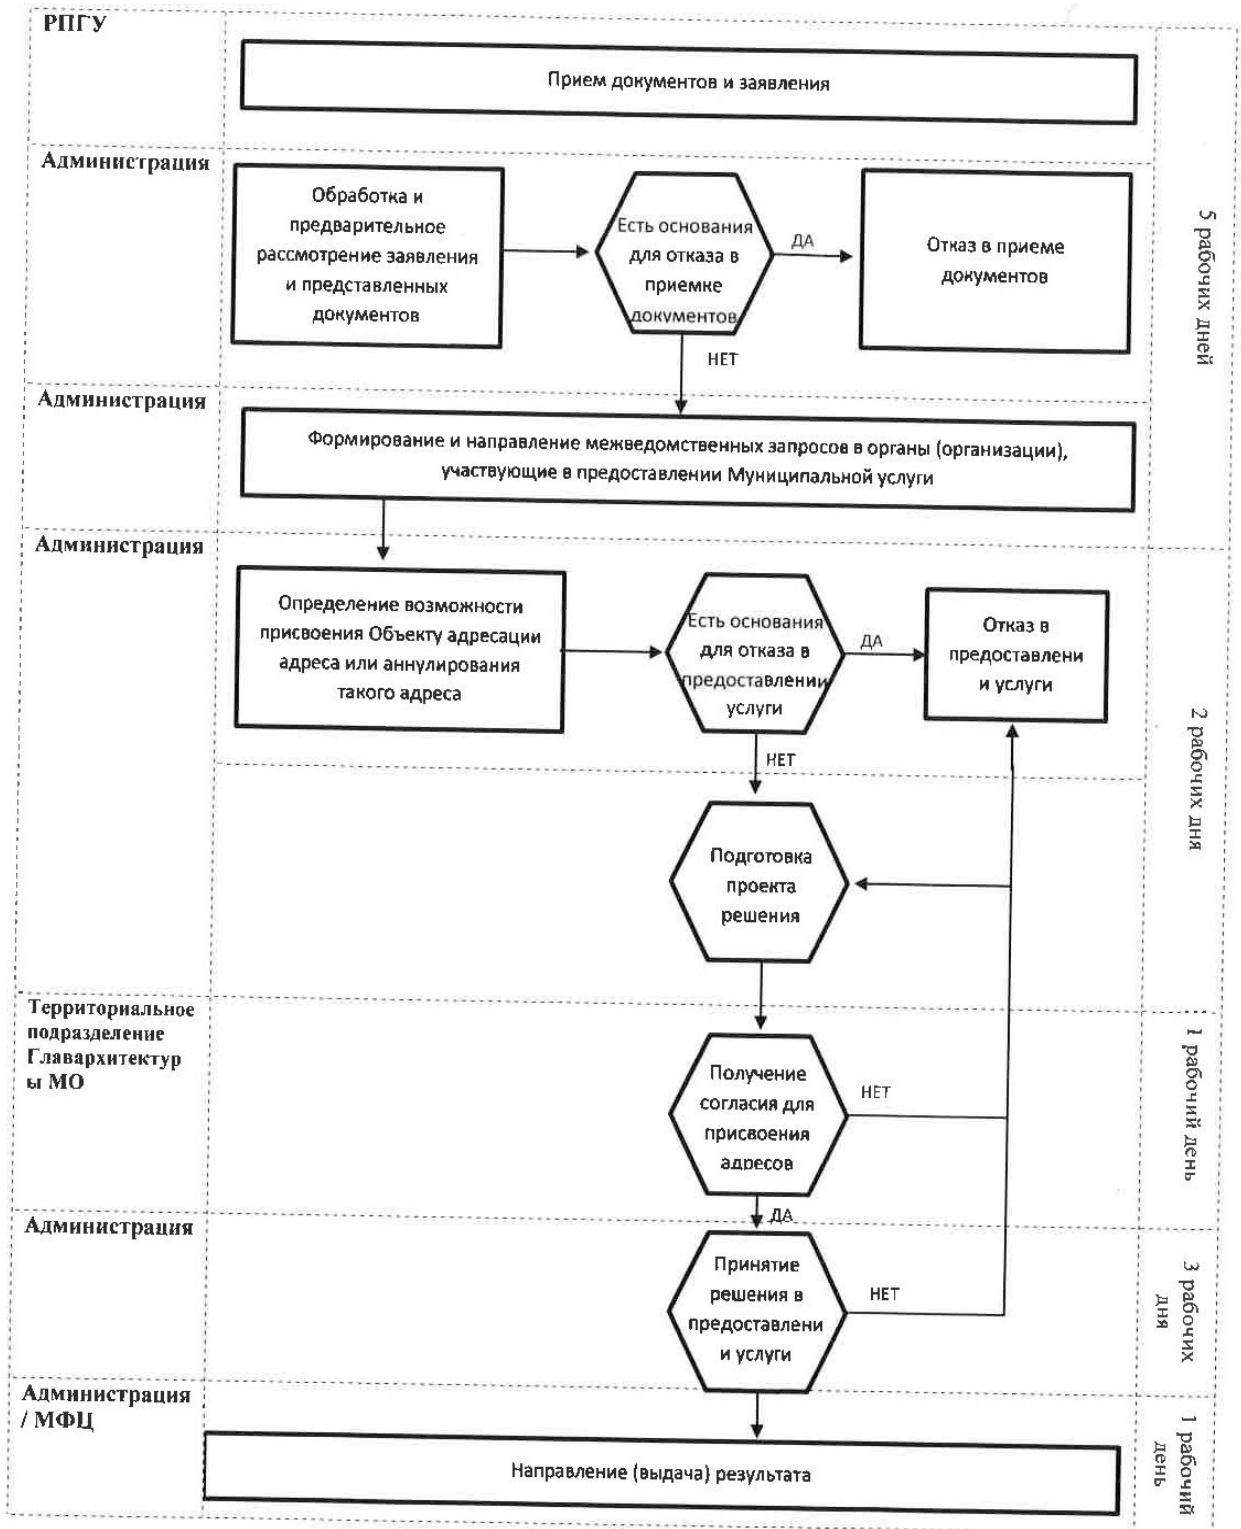 РПГУ
Прием документов и заявления
Администрация
Обработка и
предварительное
рассмотрение заявления
и представленных
документов
Есть основания
для отказа в
приемке
документов
ДА
Отказ в приеме
документов
НЕТ
5 рабочих дней
Администрация
Формирование и направление межведомственных запросов в органы (организации),
участвующие в предоставлении Муниципальной услуги
Администрация
Определение возможности
присвоения Объекту адресации
адреса или аннулирования
такого адреса
Есть основания
для отказа в
предоставлении
услуги
ДА
Отказ в
предоставлени
и услуги
НЕТ
2 рабочих дня
Подготовка
проекта
решения
Территориальное
подразделение
Главархитектур
ы МО
Получение
согласия для
присвоения
адресов
НЕТ
ДА
1 рабочий день
Администрация
Принятие
решения в
предоставлени
и услуги
НЕТ
3 рабочих
дня
Администрация
/ МФЦ
Направление (выдача) результата
1 рабочий
день